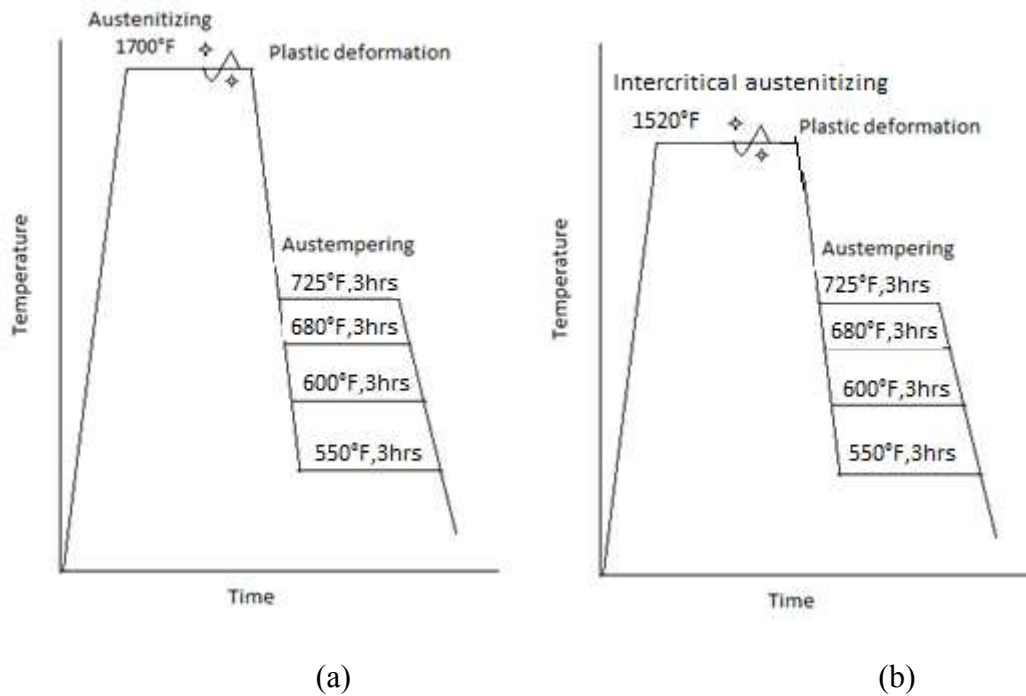 Austenitizing
1700°F
Plastic deformation
Austempering
725°F,3hrs
680°F,3hrs
600°F,3hrs
550°F,3hrs
Temperature
Time
(a)
Intercritical austenitizing
1520°F
Plastic deformation
Austempering
725°F,3hrs
680°F,3hrs
600°F,3hrs
550°F,3hrs
Temperature
Time
(b)